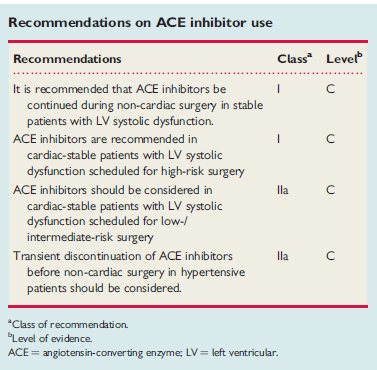 Recommendations on ACE inhibitor use
Recommendations Classᵃ Levelᵇ
It is recommended that ACE inhibitors be I C
continued during non-cardiac surgery in stable
patients with LV systolic dysfunction.
ACE inhibitors are recommended in I C
cardiac-stable patients with LV systolic
dysfunction scheduled for high-risk surgery
ACE inhibitors should be considered in IIa C
cardiac-stable patients with LV systolic
dysfunction scheduled for low-/
intermediate-risk surgery
Transient discontinuation of ACE inhibitors IIa C
before non-cardiac surgery in hypertensive
patients should be considered.
ᵃClass of recommendation.
ᵇLevel of evidence.
ACE = angiotensin-converting enzyme; LV = left ventricular.